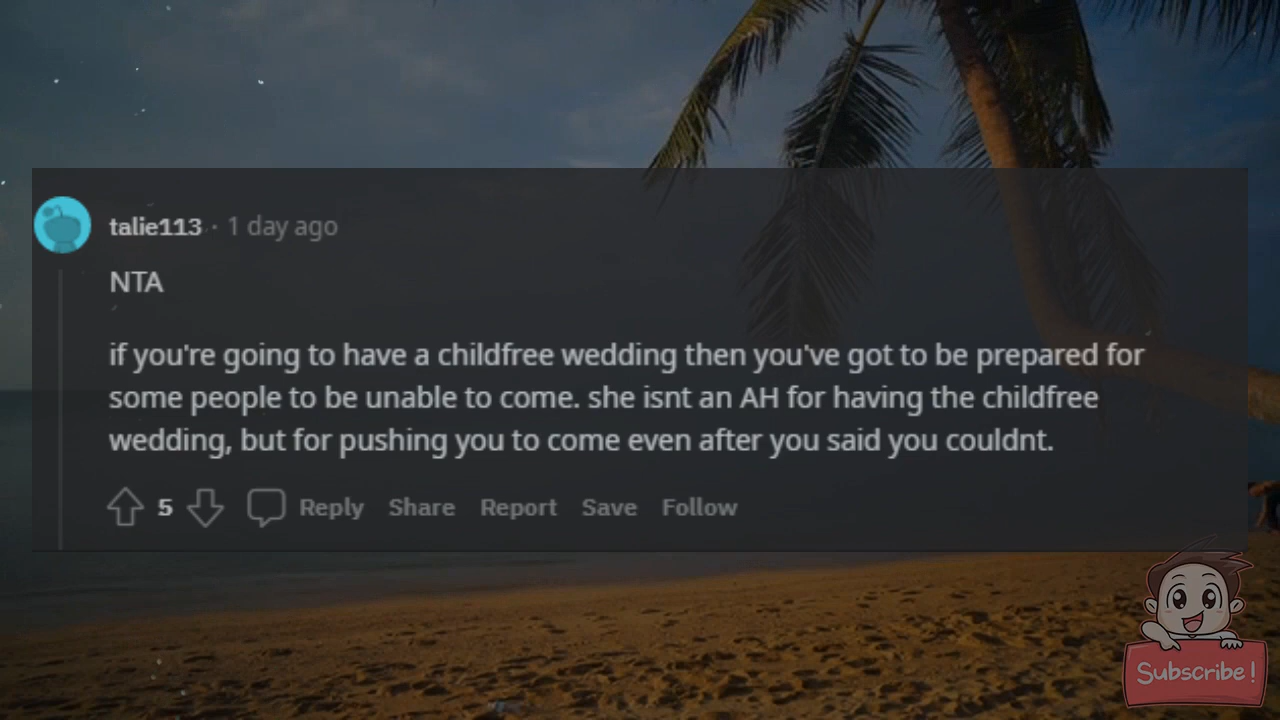 talie113 · 1 day ago
NTA
if you're going to have a childfree wedding then you've got to be prepared for
some people to be unable to come. she isnt an AH for having the childfree
wedding, but for pushing you to come even after you said you couldnt.
5 Reply Share Report Save Follow
Subscribe!